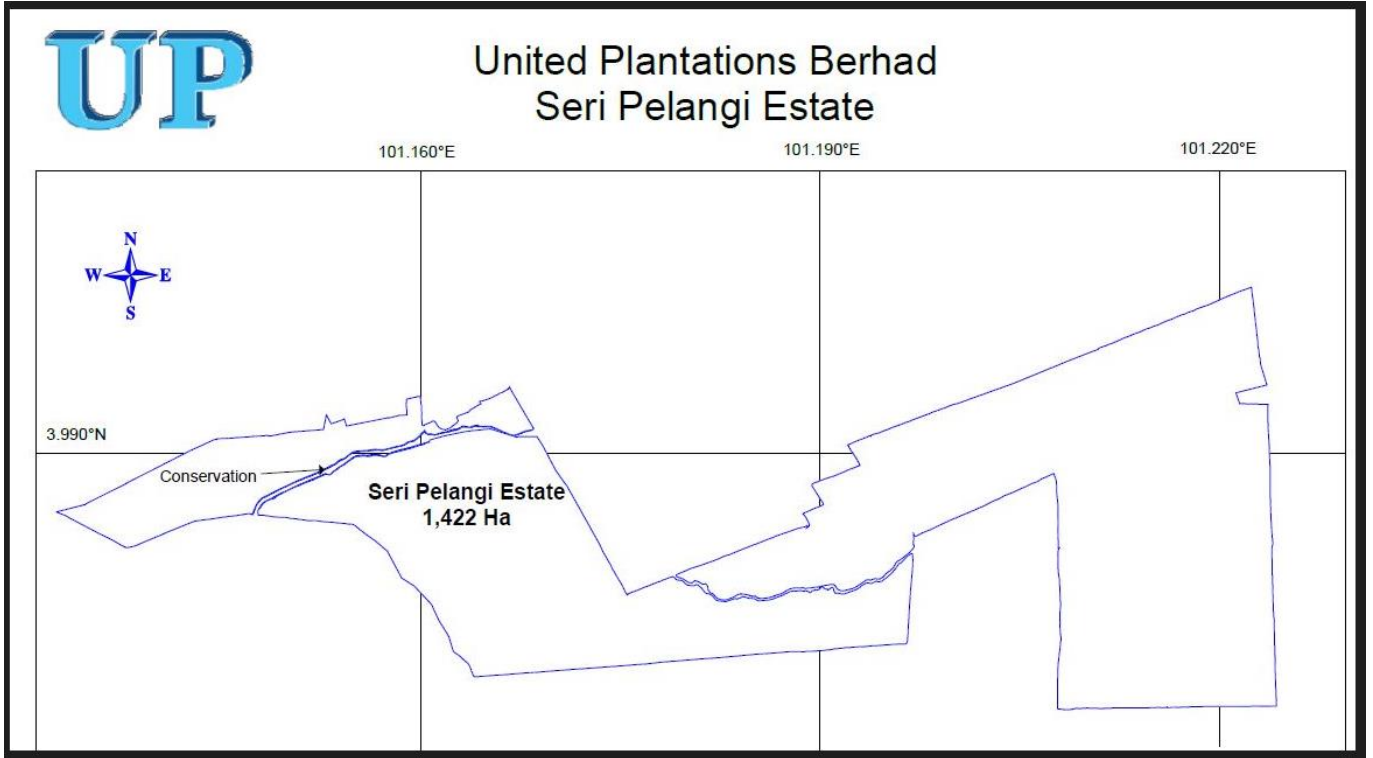 UP
United Plantations Berhad
Seri Pelangi Estate
101.160°E
101.190°E
101.220°E
N
W
E
S
3.990°N
Conservation
Seri Pelangi Estate
1,422 Ha